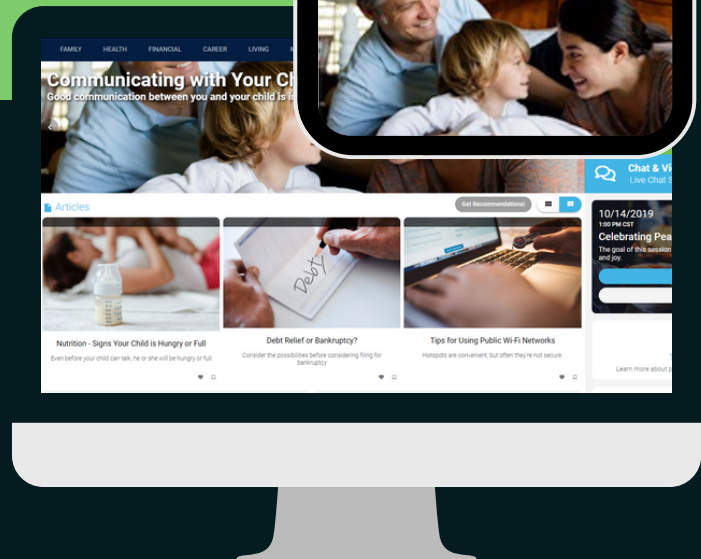 FAMILY HEALTH FINANCIAL CAREER LIVING
Communicating with Your Ch
Good communication between you and your child is i
Chat & Vi
Live Chat S
Articles
Get Recommendations!
10/14/2019
1:00 PM CST
Celebrating Pea
The goal of this session
and joy.
Debt
Nutrition - Signs Your Child is Hungry or Full
Even before your child can talk, he or she will be hungry or full
Debt Relief or Bankruptcy?
Consider the possibilities before considering filing for
bankruptcy
Tips for Using Public Wi-Fi Networks
Hotspots are convenient, but often they're not secure.
Learn more about p